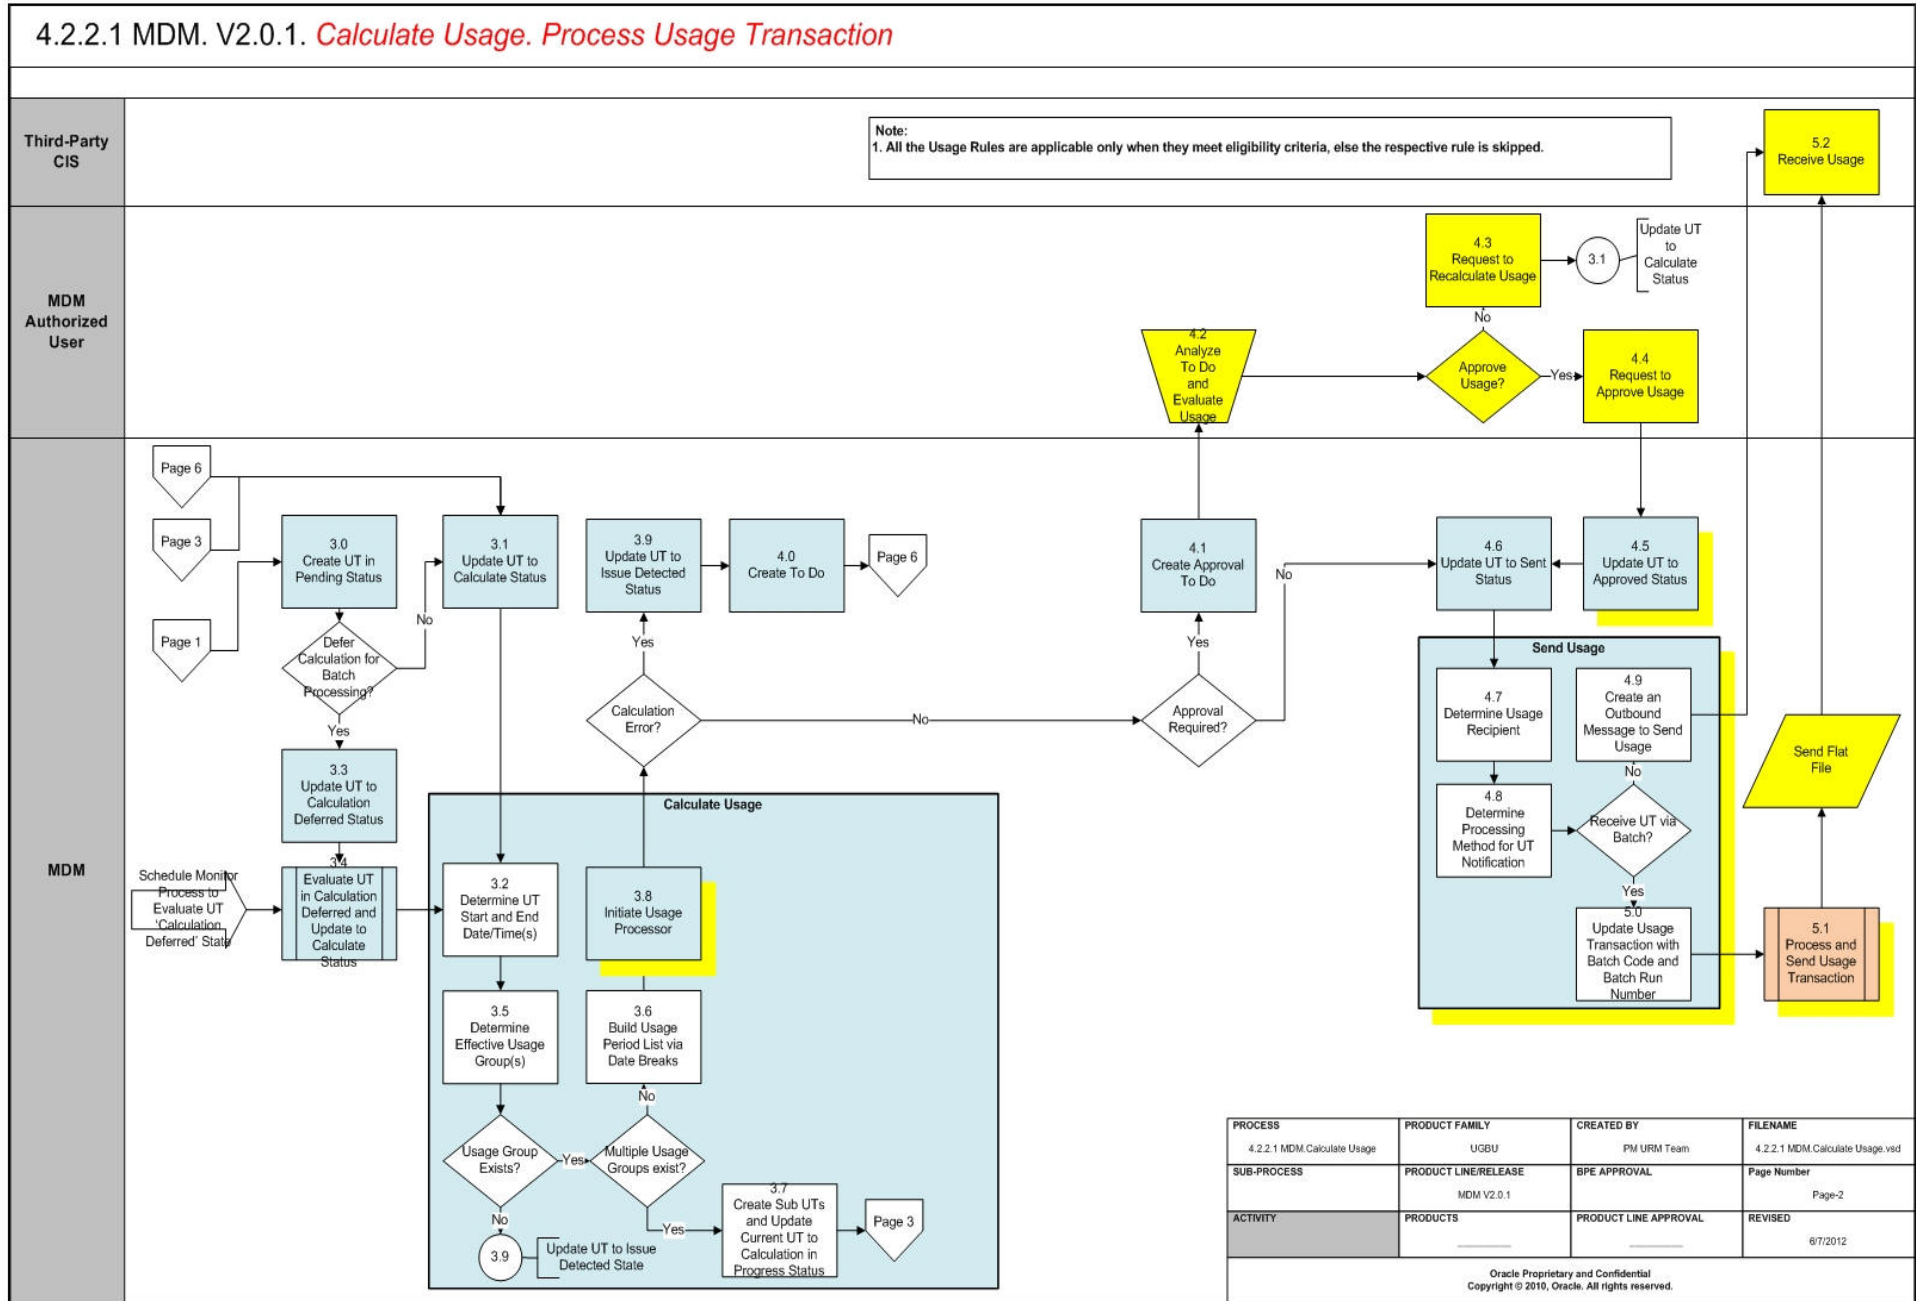 4.2.2.1 MDM. V2.0.1. Calculate Usage. Process Usage Transaction
Third-Party
CIS
Note:
1. All the Usage Rules are applicable only when they meet eligibility criteria, else the respective rule is skipped.
5.2
Receive Usage
MDM
Authorized
User
4.3
Request to
Recalculate Usage
3.1
Update UT
to
Calculate
Status
No
4.2
Analyze
To Do
and
Evaluate
Usage
Approve
Usage?
Yes
4.4
Request to
Approve Usage
MDM
Page 6
Page 3
Page 1
3.0
Create UT in
Pending Status
3.1
Update UT to
Calculate Status
No
Defer
Calculation for
Batch
Processing?
Yes
3.3
Update UT to
Calculation
Deferred Status
Schedule Monitor
Process to
Evaluate UT
'Calculation
Deferred' State
3.4
Evaluate UT
in Calculation
Deferred and
Update to
Calculate
Status
3.9
Update UT to
Issue Detected
Status
4.0
Create To Do
Page 6
Yes
Calculation
Error?
No
4.1
Create Approval
To Do
Yes
Approval
Required?
No
4.6
Update UT to Sent
Status
4.5
Update UT to
Approved Status
Send Usage
4.7
Determine Usage
Recipient
4.9
Create an
Outbound
Message to Send
Usage
No
4.8
Determine
Processing
Method for UT
Notification
Receive UT via
Batch?
Yes
5.0
Update Usage
Transaction with
Batch Code and
Batch Run
Number
Send Flat
File
5.1
Process and
Send Usage
Transaction
Calculate Usage
3.2
Determine UT
Start and End
Date/Time(s)
3.8
Initiate Usage
Processor
3.5
Determine
Effective Usage
Group(s)
3.6
Build Usage
Period List via
Date Breaks
No
Usage Group
Exists?
Yes
Multiple Usage
Groups exist?
No
3.9
Update UT to Issue
Detected State
Yes
3.7
Create Sub UTs
and Update
Current UT to
Calculation in
Progress Status
Page 3
PROCESS
4.2.2.1 MDM.Calculate Usage
PRODUCT FAMILY
UGBU
CREATED BY
PM URM Team
FILENAME
4.2.2.1 MDM.Calculate Usage.vsd
SUB-PROCESS
PRODUCT LINE/RELEASE
MDM V2.0.1
BPE APPROVAL
Page Number
Page-2
ACTIVITY
PRODUCTS
PRODUCT LINE APPROVAL
REVISED
6/7/2012
Oracle Proprietary and Confidential
Copyright © 2010, Oracle. All rights reserved.